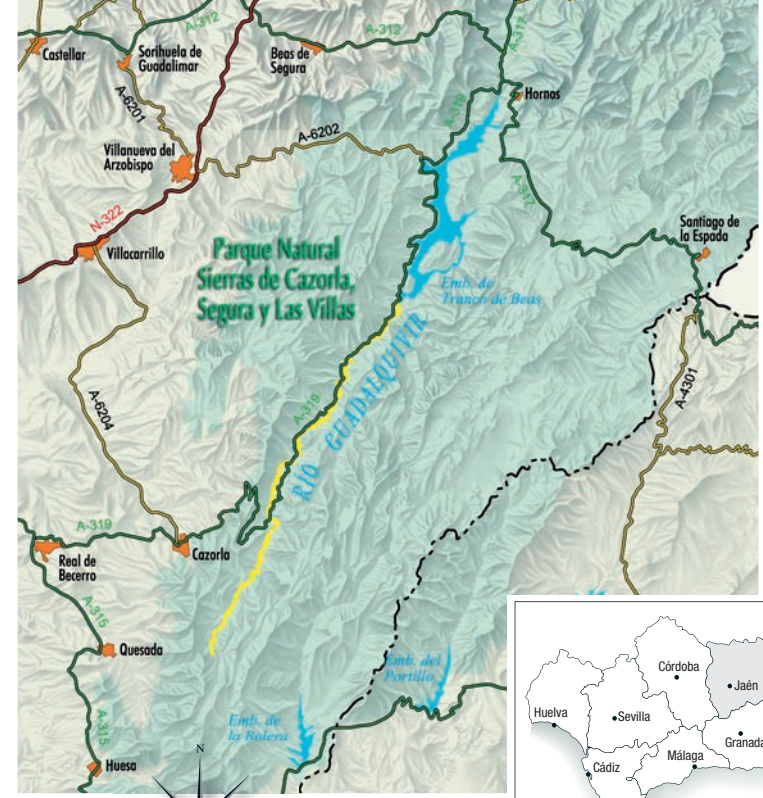 A-312
A-312
A-317
Castellar
Sorihuela de
Guadalimar
Beas de
Segura
A-6201
A-319
Hornos
A-6202
Villanueva del
Arzobispo
A-317
N-322
Villacarrillo
Santiago de
la Espada
Parque Natural
Sierras de Cazorla,
Segura y Las Villas
Emb. de
Tranco de Beas
A-6204
A-319
RÍO GUADALQUIVIR
A-4301
A-319
Real de
Becerro
Cazorla
A-315
Quesada
Emb. del
Portillo
A-315
Emb. de
la Bolera
Huesa
N
Córdoba
Jaén
Huelva
Sevilla
Granada
Málaga
Cádiz